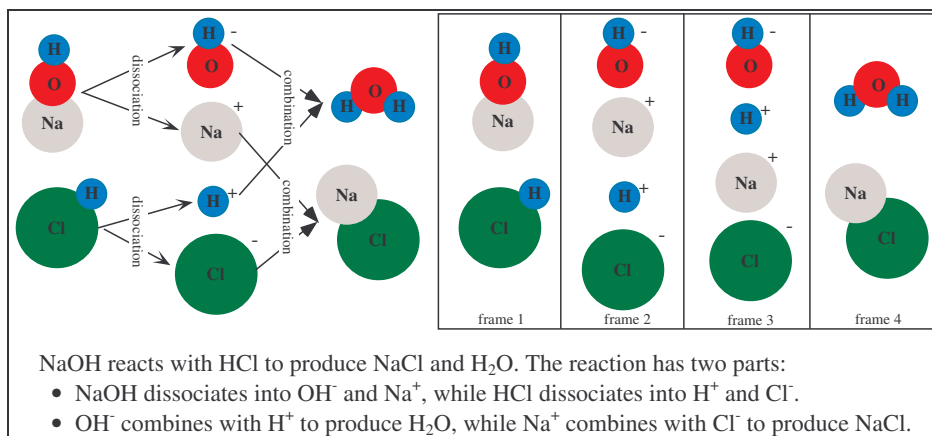 H
O
Na
dissociation
dissociation
H -
O
Na +
combination
H O H
H
Cl
dissociation
dissociation
H +
Cl -
combination
Na
Cl
H
O
Na
H
Cl
frame 1
H -
O
Na +
H +
Cl -
frame 2
H -
O
H +
Na +
Cl -
frame 3
H O H
Na
Cl
frame 4
NaOH reacts with HCl to produce NaCl and H₂O. The reaction has two parts:
• NaOH dissociates into OH⁻ and Na⁺, while HCl dissociates into H⁺ and Cl⁻.
• OH⁻ combines with H⁺ to produce H₂O, while Na⁺ combines with Cl⁻ to produce NaCl.